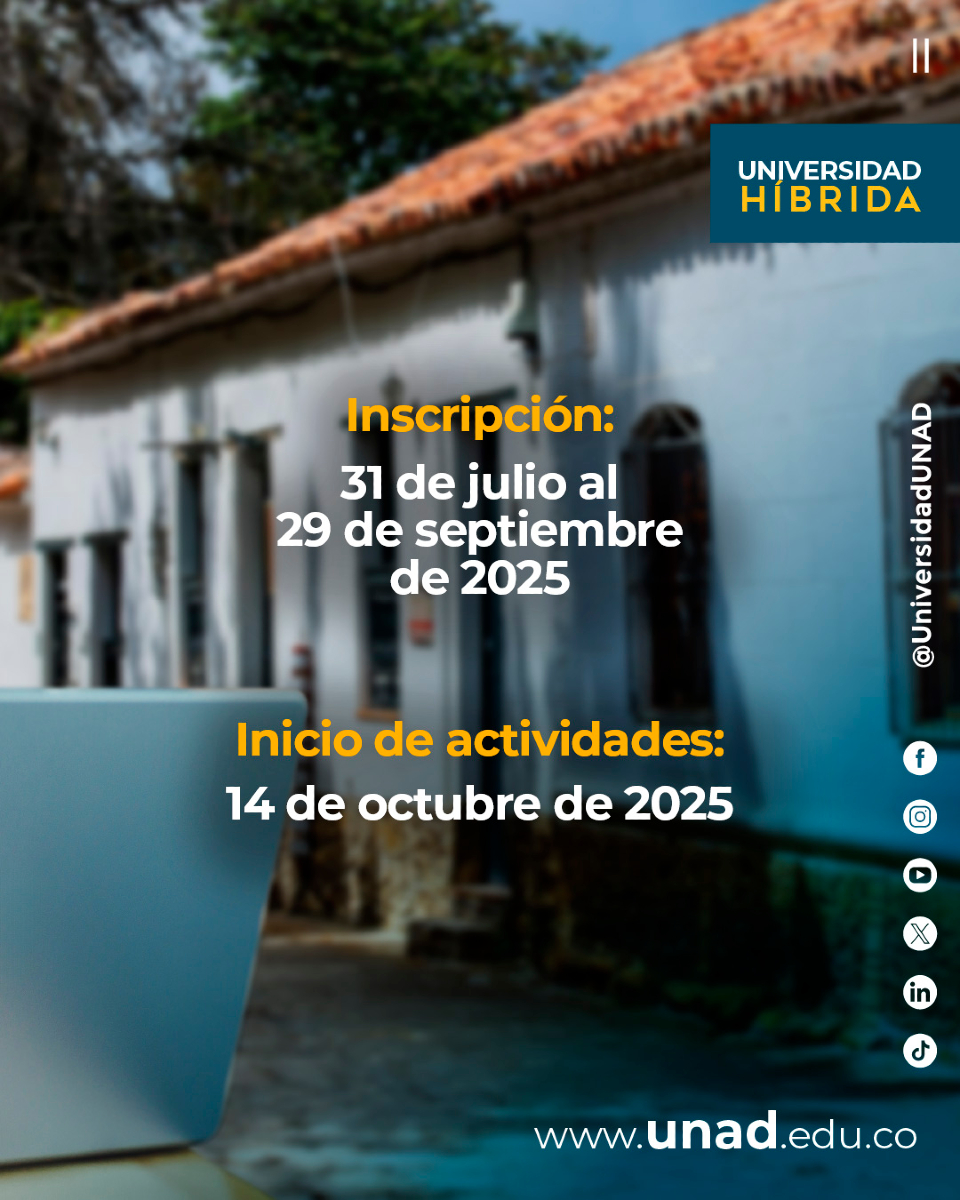 UNIVERSIDAD
HÍBRIDA
Inscripción:
31 de julio al
29 de septiembre
de 2025
Inicio de actividades:
14 de octubre de 2025
@UniversidadUNAD
www.unad.edu.co